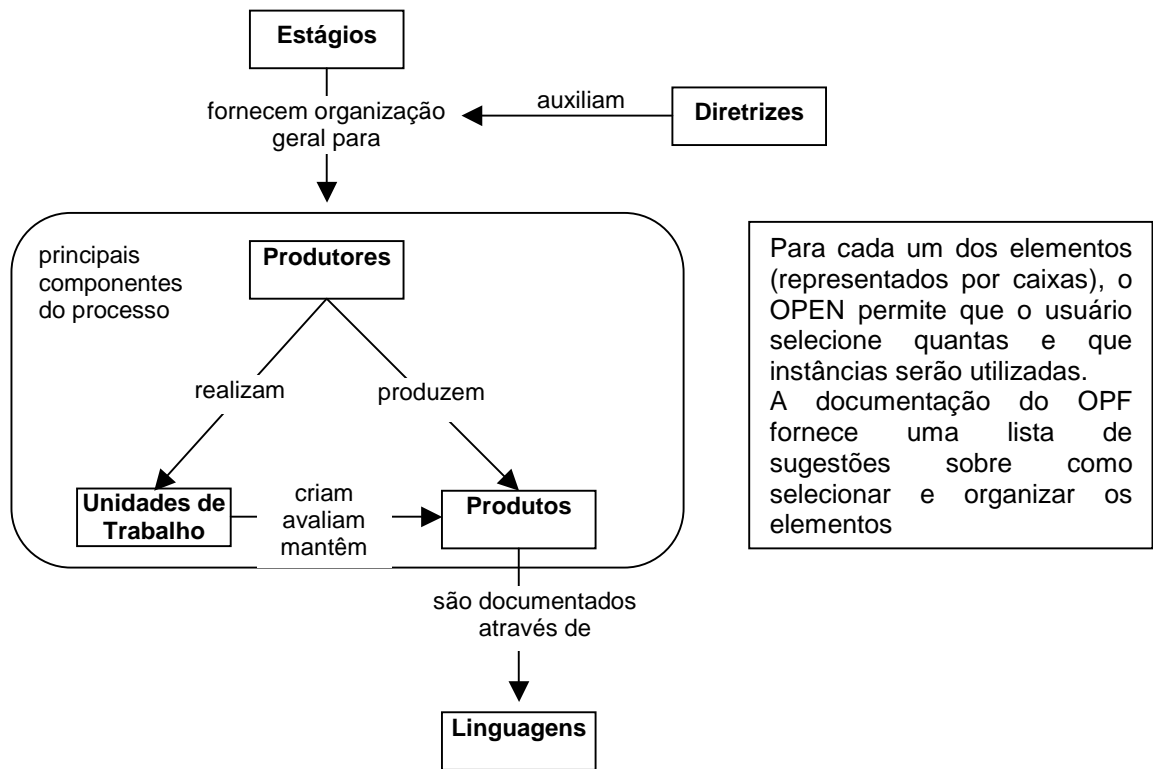 Estágios
fornecem organização
geral para
auxiliam
Diretrizes
principais
componentes
do processo
Produtores
realizam
produzem
Unidades de
Trabalho
criam
avaliam
mantêm
Produtos
são documentados
através de
Linguagens
Para cada um dos elementos
(representados por caixas), o
OPEN permite que o usuário
selecione quantas e que
instâncias serão utilizadas.
A documentação do OPF
fornece uma lista de
sugestões sobre como
selecionar e organizar os
elementos